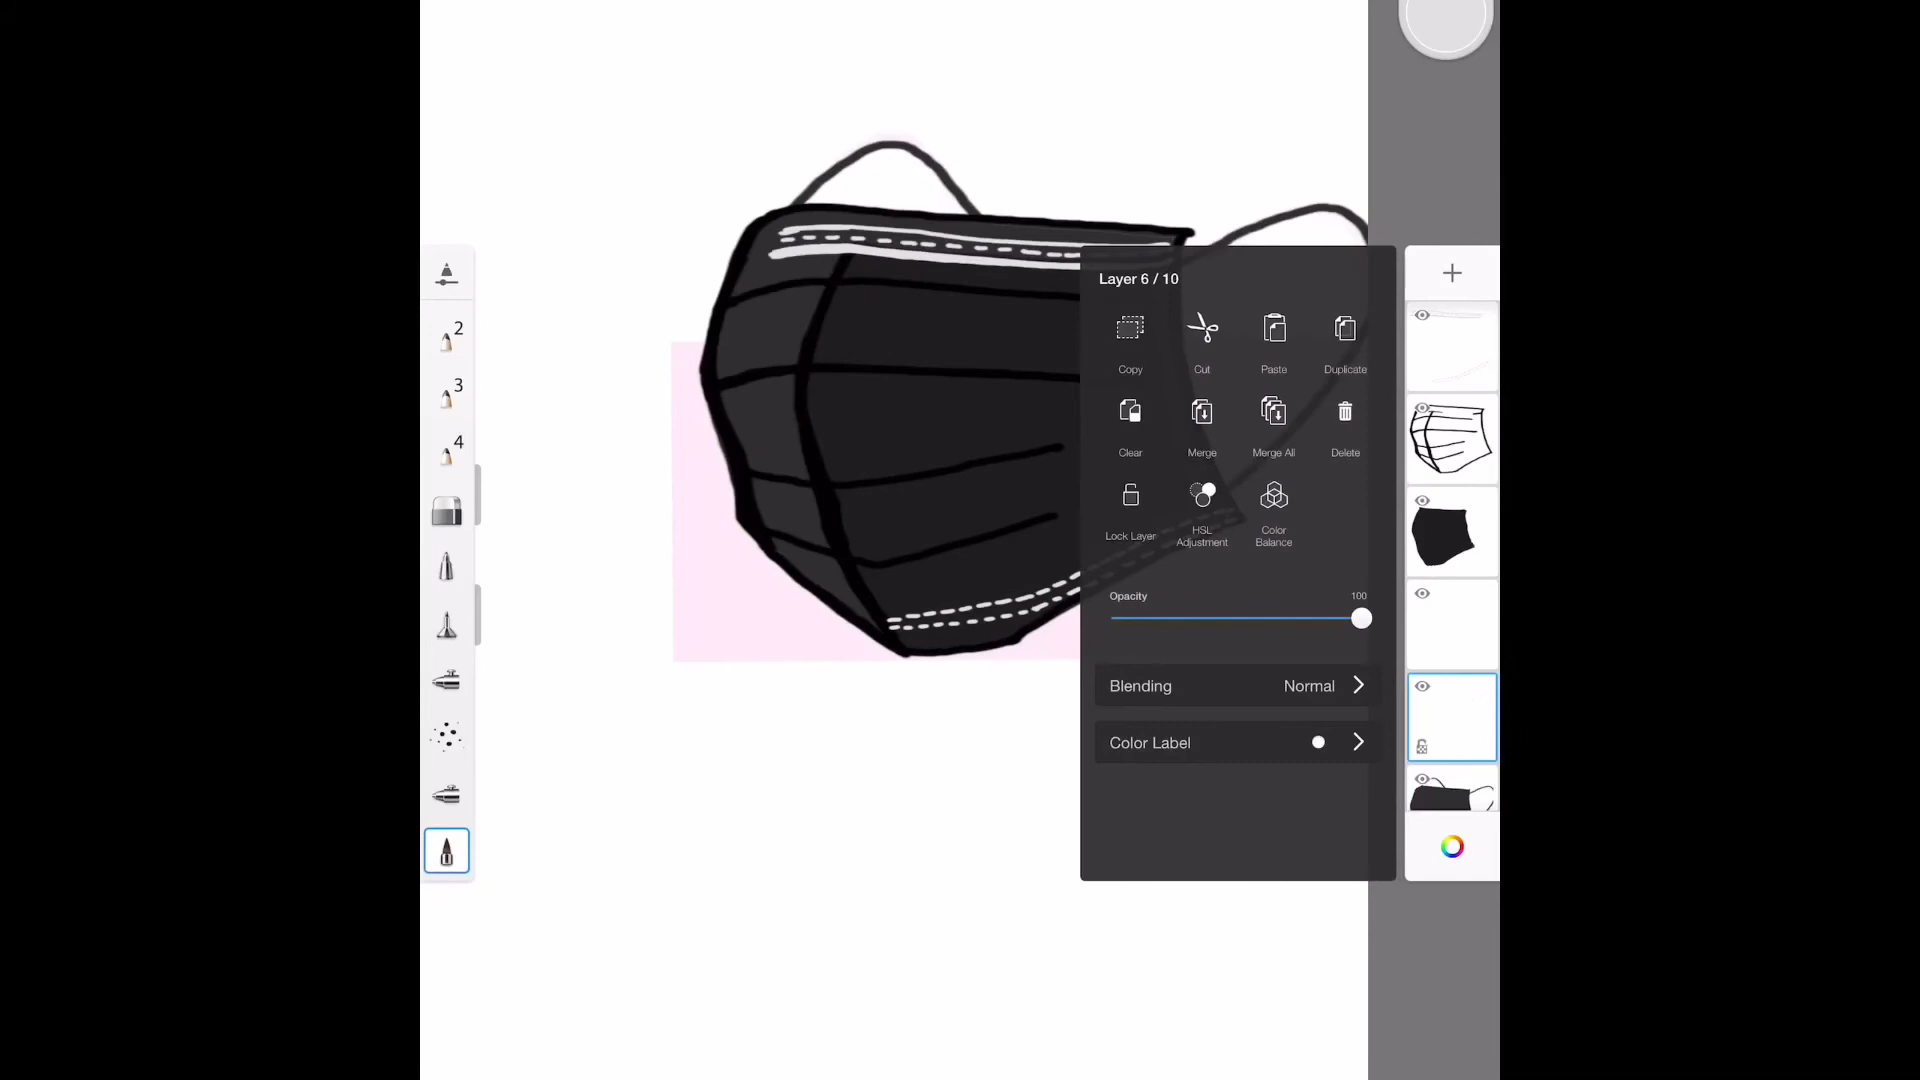 Layer 6 / 10
Copy
Cut
Paste
Duplicate
Clear
Merge
Merge All
Delete
Lock Layer
HSL
Adjustment
Color
Balance
Opacity
100
Blending
Normal
Color Label
2
3
4